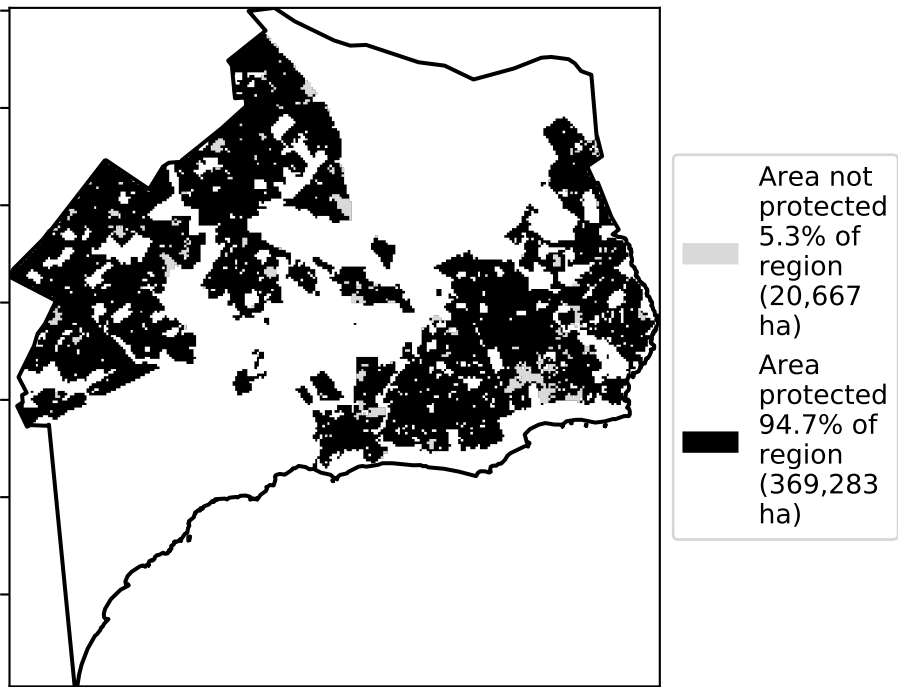 Area not
protected
5.3% of
region
(20,667
ha)
Area
protected
94.7% of
region
(369,283
ha)